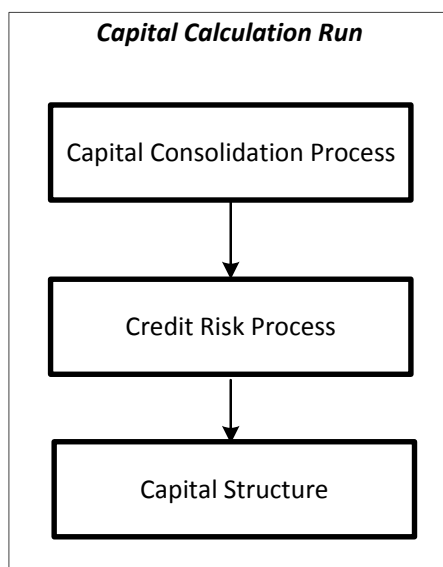 Capital Calculation Run
Capital Consolidation Process
Credit Risk Process
Capital Structure